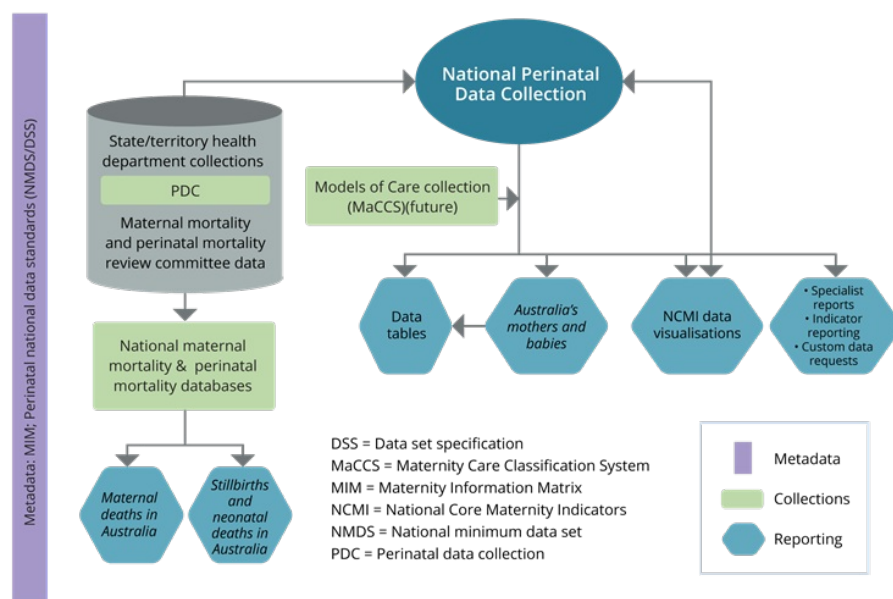 Metadata: MIM; Perinatal national data standards (NMDS/DSS)
National Perinatal
Data Collection
State/territory health
department collections
PDC
Maternal mortality
and perinatal mortality
review committee data
Models of Care collection
(MaCCS)(future)
Data
tables
Australia's
mothers and
babies
NCMI data
visualisations
• Specialist
reports
• Indicator
reporting
• Custom data
requests
National maternal
mortality & perinatal
mortality databases
Maternal
deaths in
Australia
Stillbirths
and
neonatal
deaths in
Australia
DSS = Data set specification
MaCCS = Maternity Care Classification System
MIM = Maternity Information Matrix
NCMI = National Core Maternity Indicators
NMDS = National minimum data set
PDC = Perinatal data collection
Metadata
Collections
Reporting